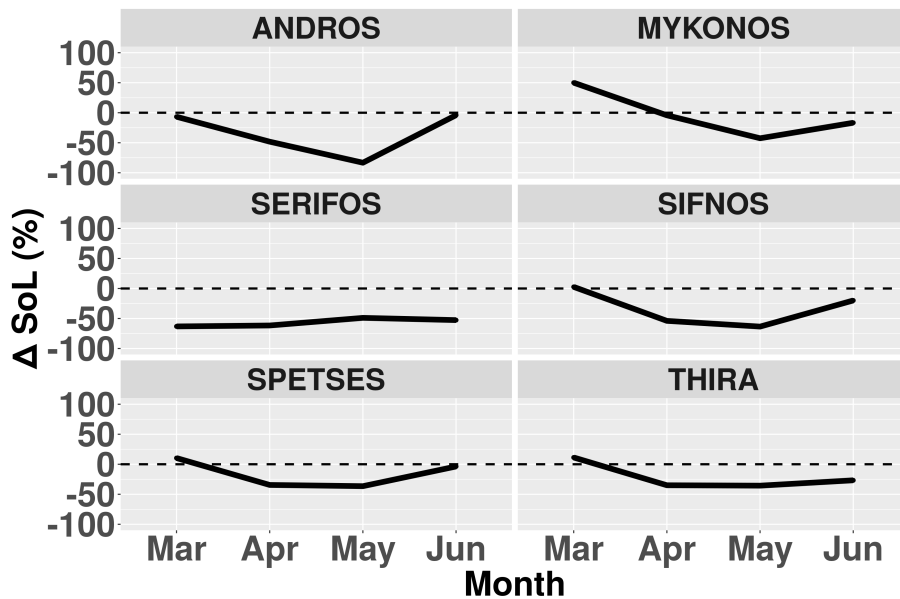 ANDROS MYKONOS
100
50
0
-50
-100
SERIFOS SIFNOS
100
50
0
-50
-100
SPETSES THIRA
100
50
0
-50
-100
Δ SoL (%)
Mar Apr May Jun Mar Apr May Jun
Month